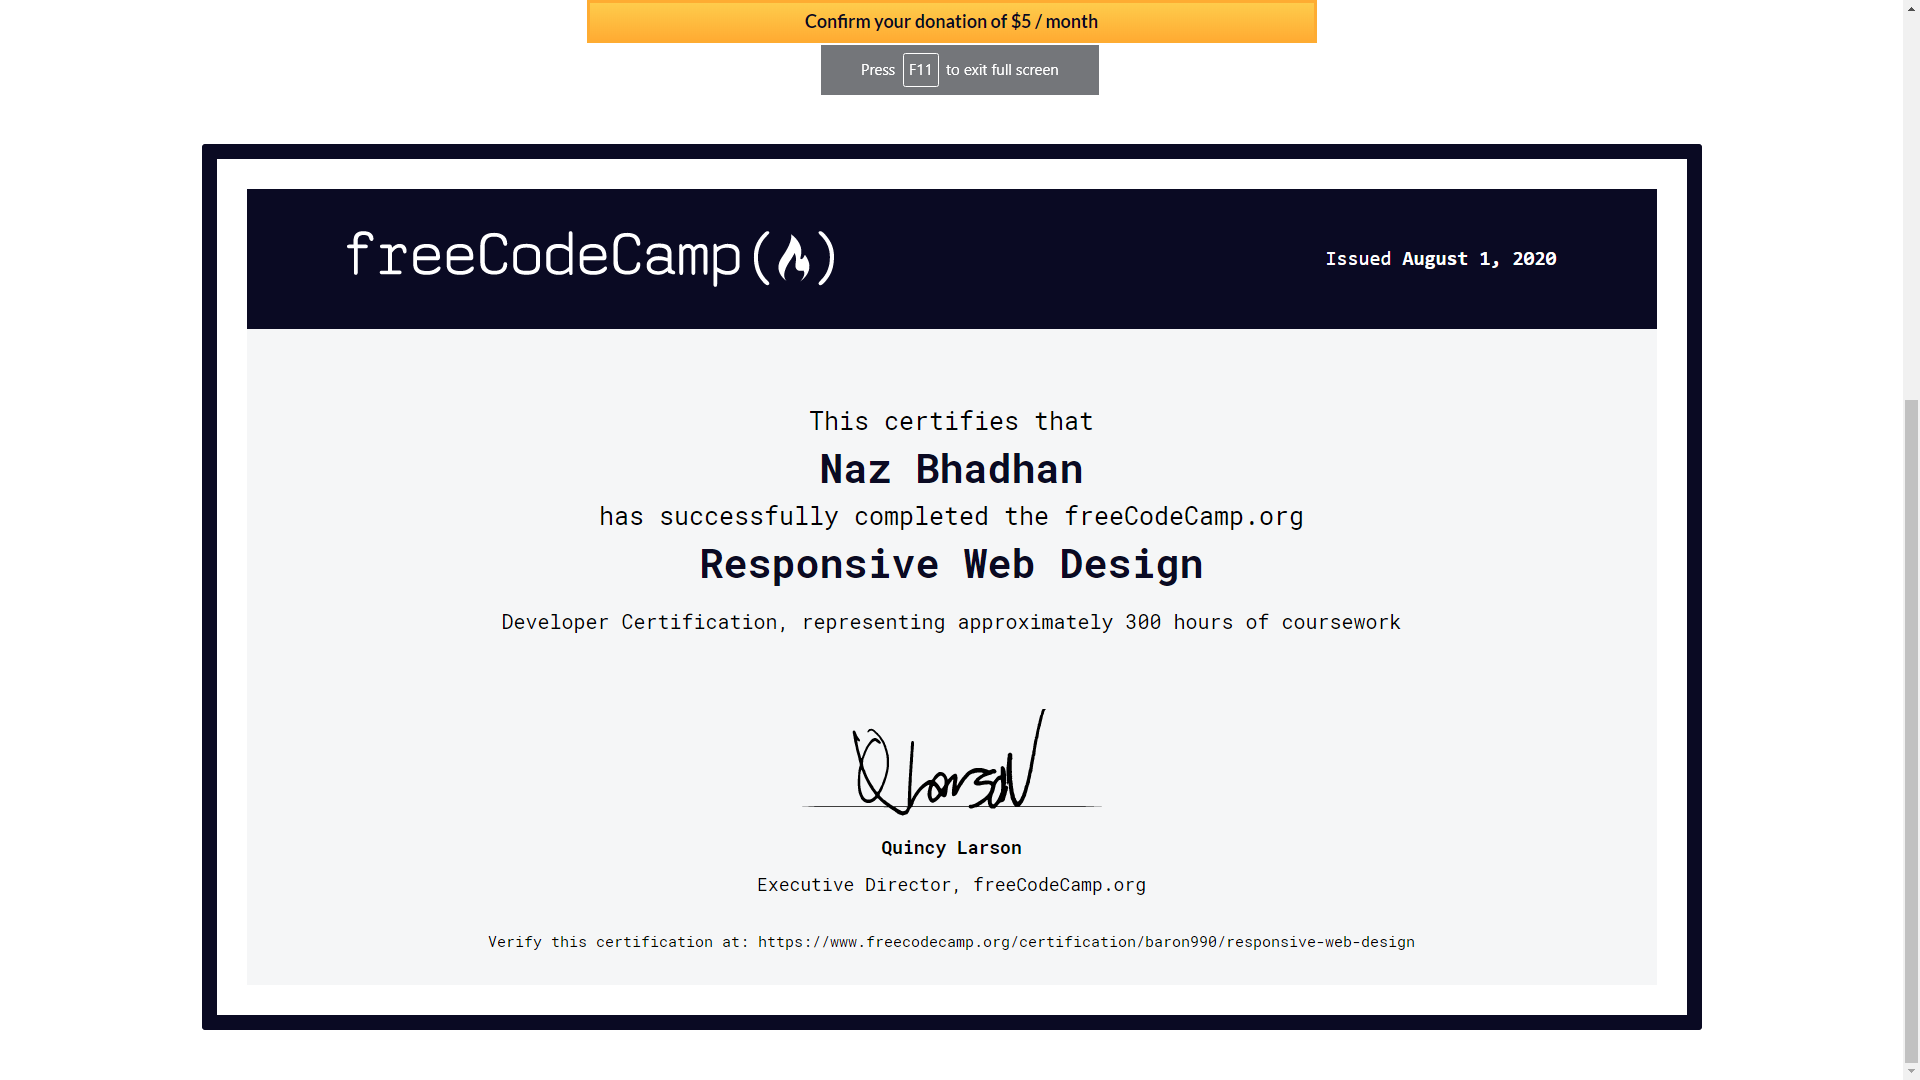 Confirm your donation of $5 / month
Press F11 to exit full screen
freeCodeCamp(🔥)
Issued August 1, 2020
This certifies that
Naz Bhadhan
has successfully completed the freeCodeCamp.org
Responsive Web Design
Developer Certification, representing approximately 300 hours of coursework
Q Larson
Quincy Larson
Executive Director, freeCodeCamp.org
Verify this certification at: https://www.freecodecamp.org/certification/baron990/responsive-web-design